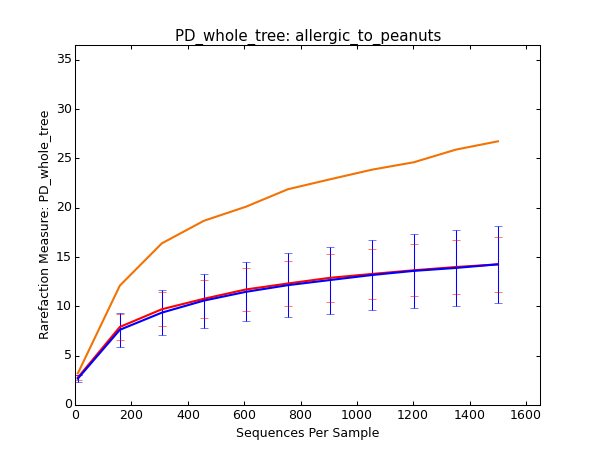 PD_whole_tree: allergic_to_peanuts
Rarefaction Measure: PD_whole_tree
35
30
25
20
15
10
5
0
0 200 400 600 800 1000 1200 1400 1600
Sequences Per Sample